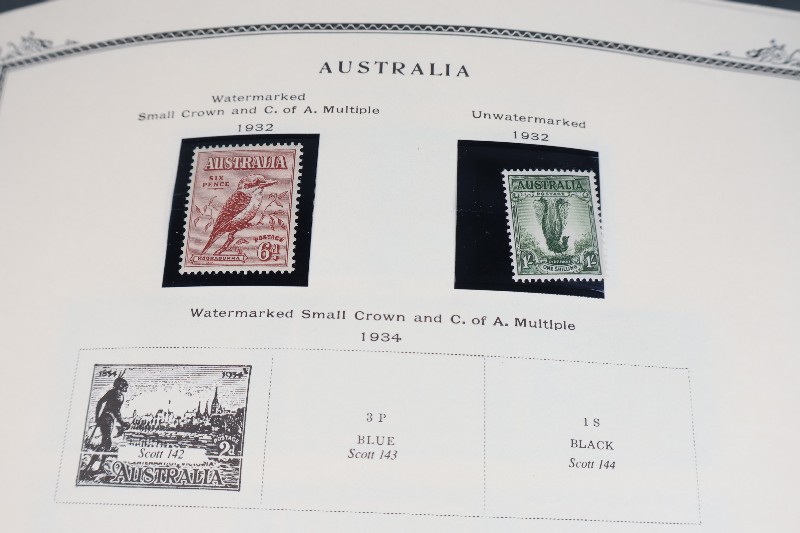 AUSTRALIA
Watermarked
Small Crown and C. of A. Multiple
1932
Unwatermarked
1932
AUSTRALIA
SIX
PENCE
6d
POSTAGE
KOOKABURRA
AUSTRALIA
POSTAGE
1/-
1/-
ONE SHILLING
Watermarked Small Crown and C. of A. Multiple
1934
1834
1934
POSTAGE
2d
Scott 142
AUSTRALIA
3 P
BLUE
Scott 143
1 S
BLACK
Scott 144